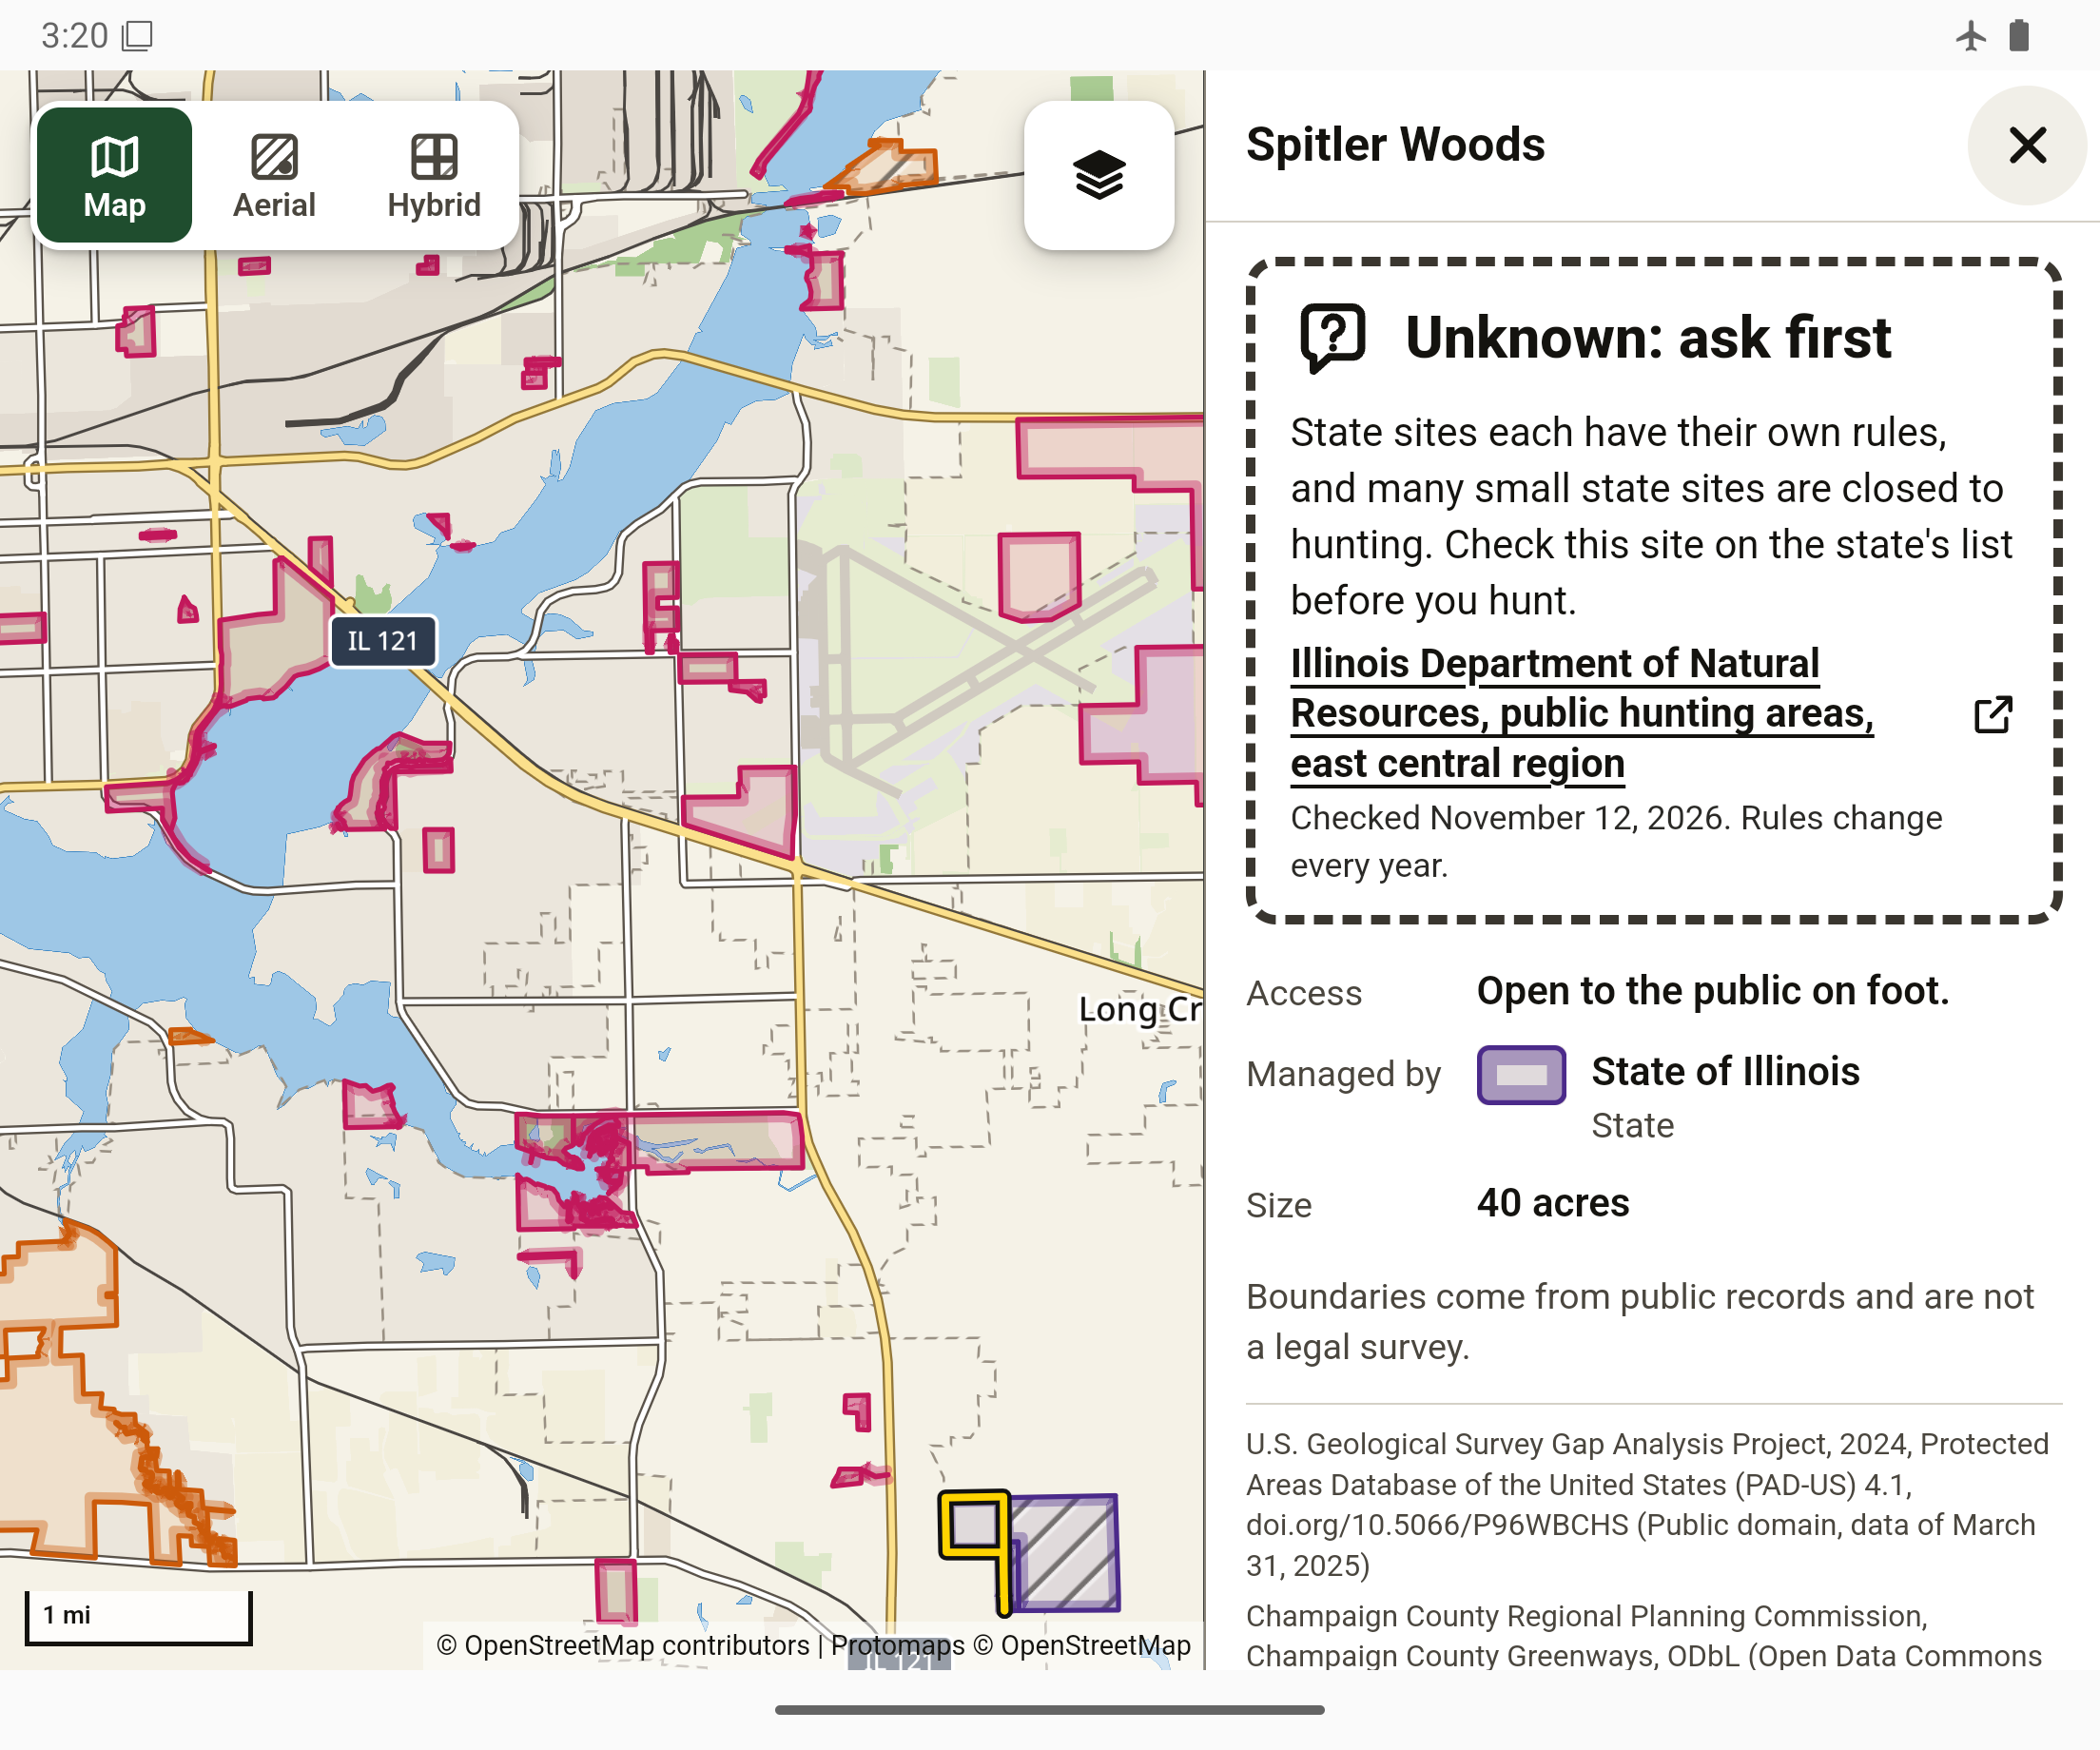 3:20
Map
Aerial
Hybrid
IL 121
Long Cr
1 mi
© OpenStreetMap contributors | Protomaps © OpenStreetMap
IL 121
Spitler Woods
Unknown: ask first
State sites each have their own rules,
and many small state sites are closed to
hunting. Check this site on the state's list
before you hunt.
Illinois Department of Natural
Resources, public hunting areas,
east central region
Checked November 12, 2026. Rules change
every year.
Access
Open to the public on foot.
Managed by
State of Illinois
State
Size
40 acres
Boundaries come from public records and are not
a legal survey.
U.S. Geological Survey Gap Analysis Project, 2024, Protected
Areas Database of the United States (PAD-US) 4.1,
doi.org/10.5066/P96WBCHS (Public domain, data of March
31, 2025)
Champaign County Regional Planning Commission,
Champaign County Greenways, ODbL (Open Data Commons